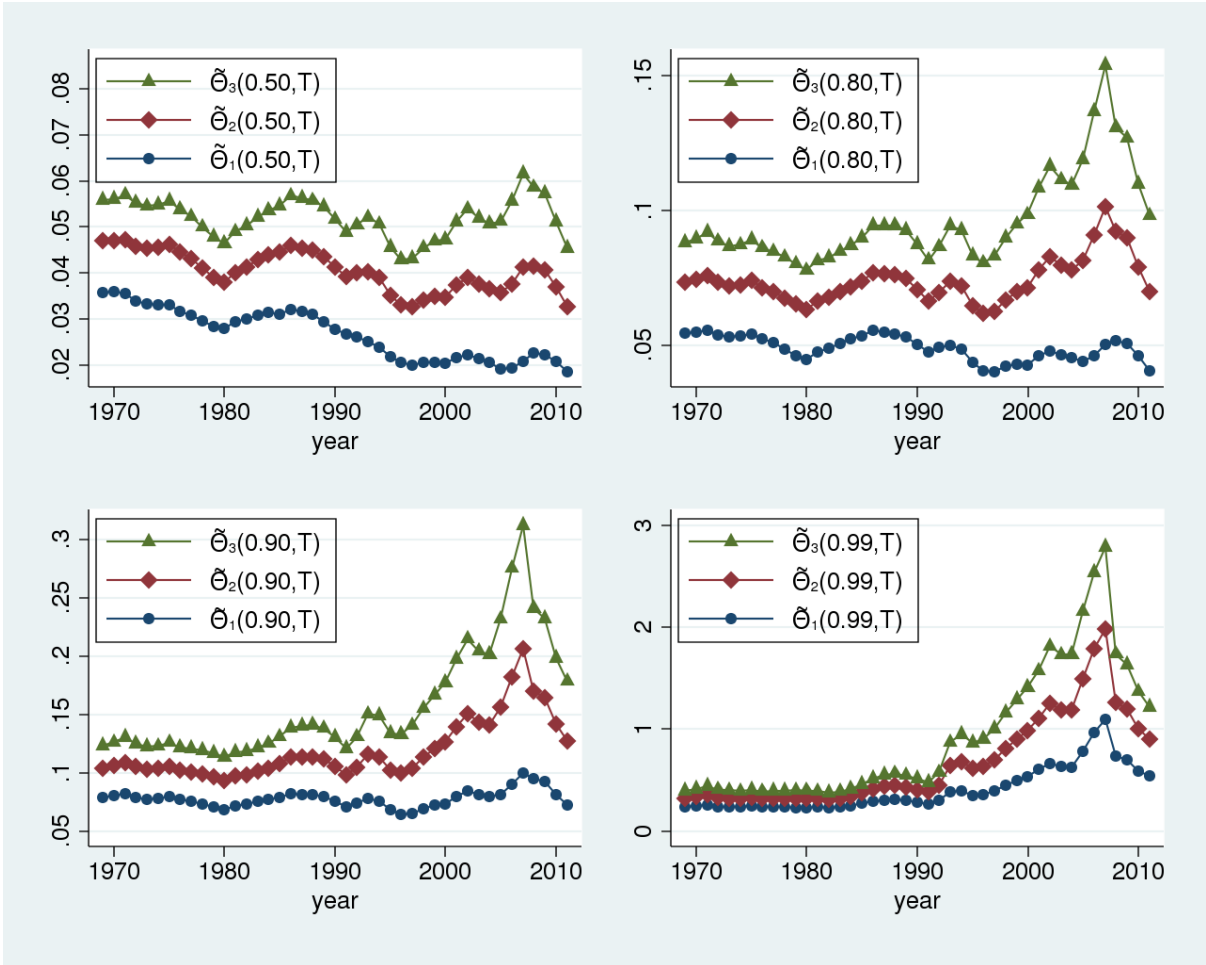 Θ̃₃(0.50,T)
Θ̃₂(0.50,T)
Θ̃₁(0.50,T)
.08
.07
.06
.05
.04
.03
.02
1970 1980 1990 2000 2010
year
Θ̃₃(0.80,T)
Θ̃₂(0.80,T)
Θ̃₁(0.80,T)
.15
.1
.05
1970 1980 1990 2000 2010
year
Θ̃₃(0.90,T)
Θ̃₂(0.90,T)
Θ̃₁(0.90,T)
.3
.25
.2
.15
.1
.05
1970 1980 1990 2000 2010
year
Θ̃₃(0.99,T)
Θ̃₂(0.99,T)
Θ̃₁(0.99,T)
3
2
1
0
1970 1980 1990 2000 2010
year